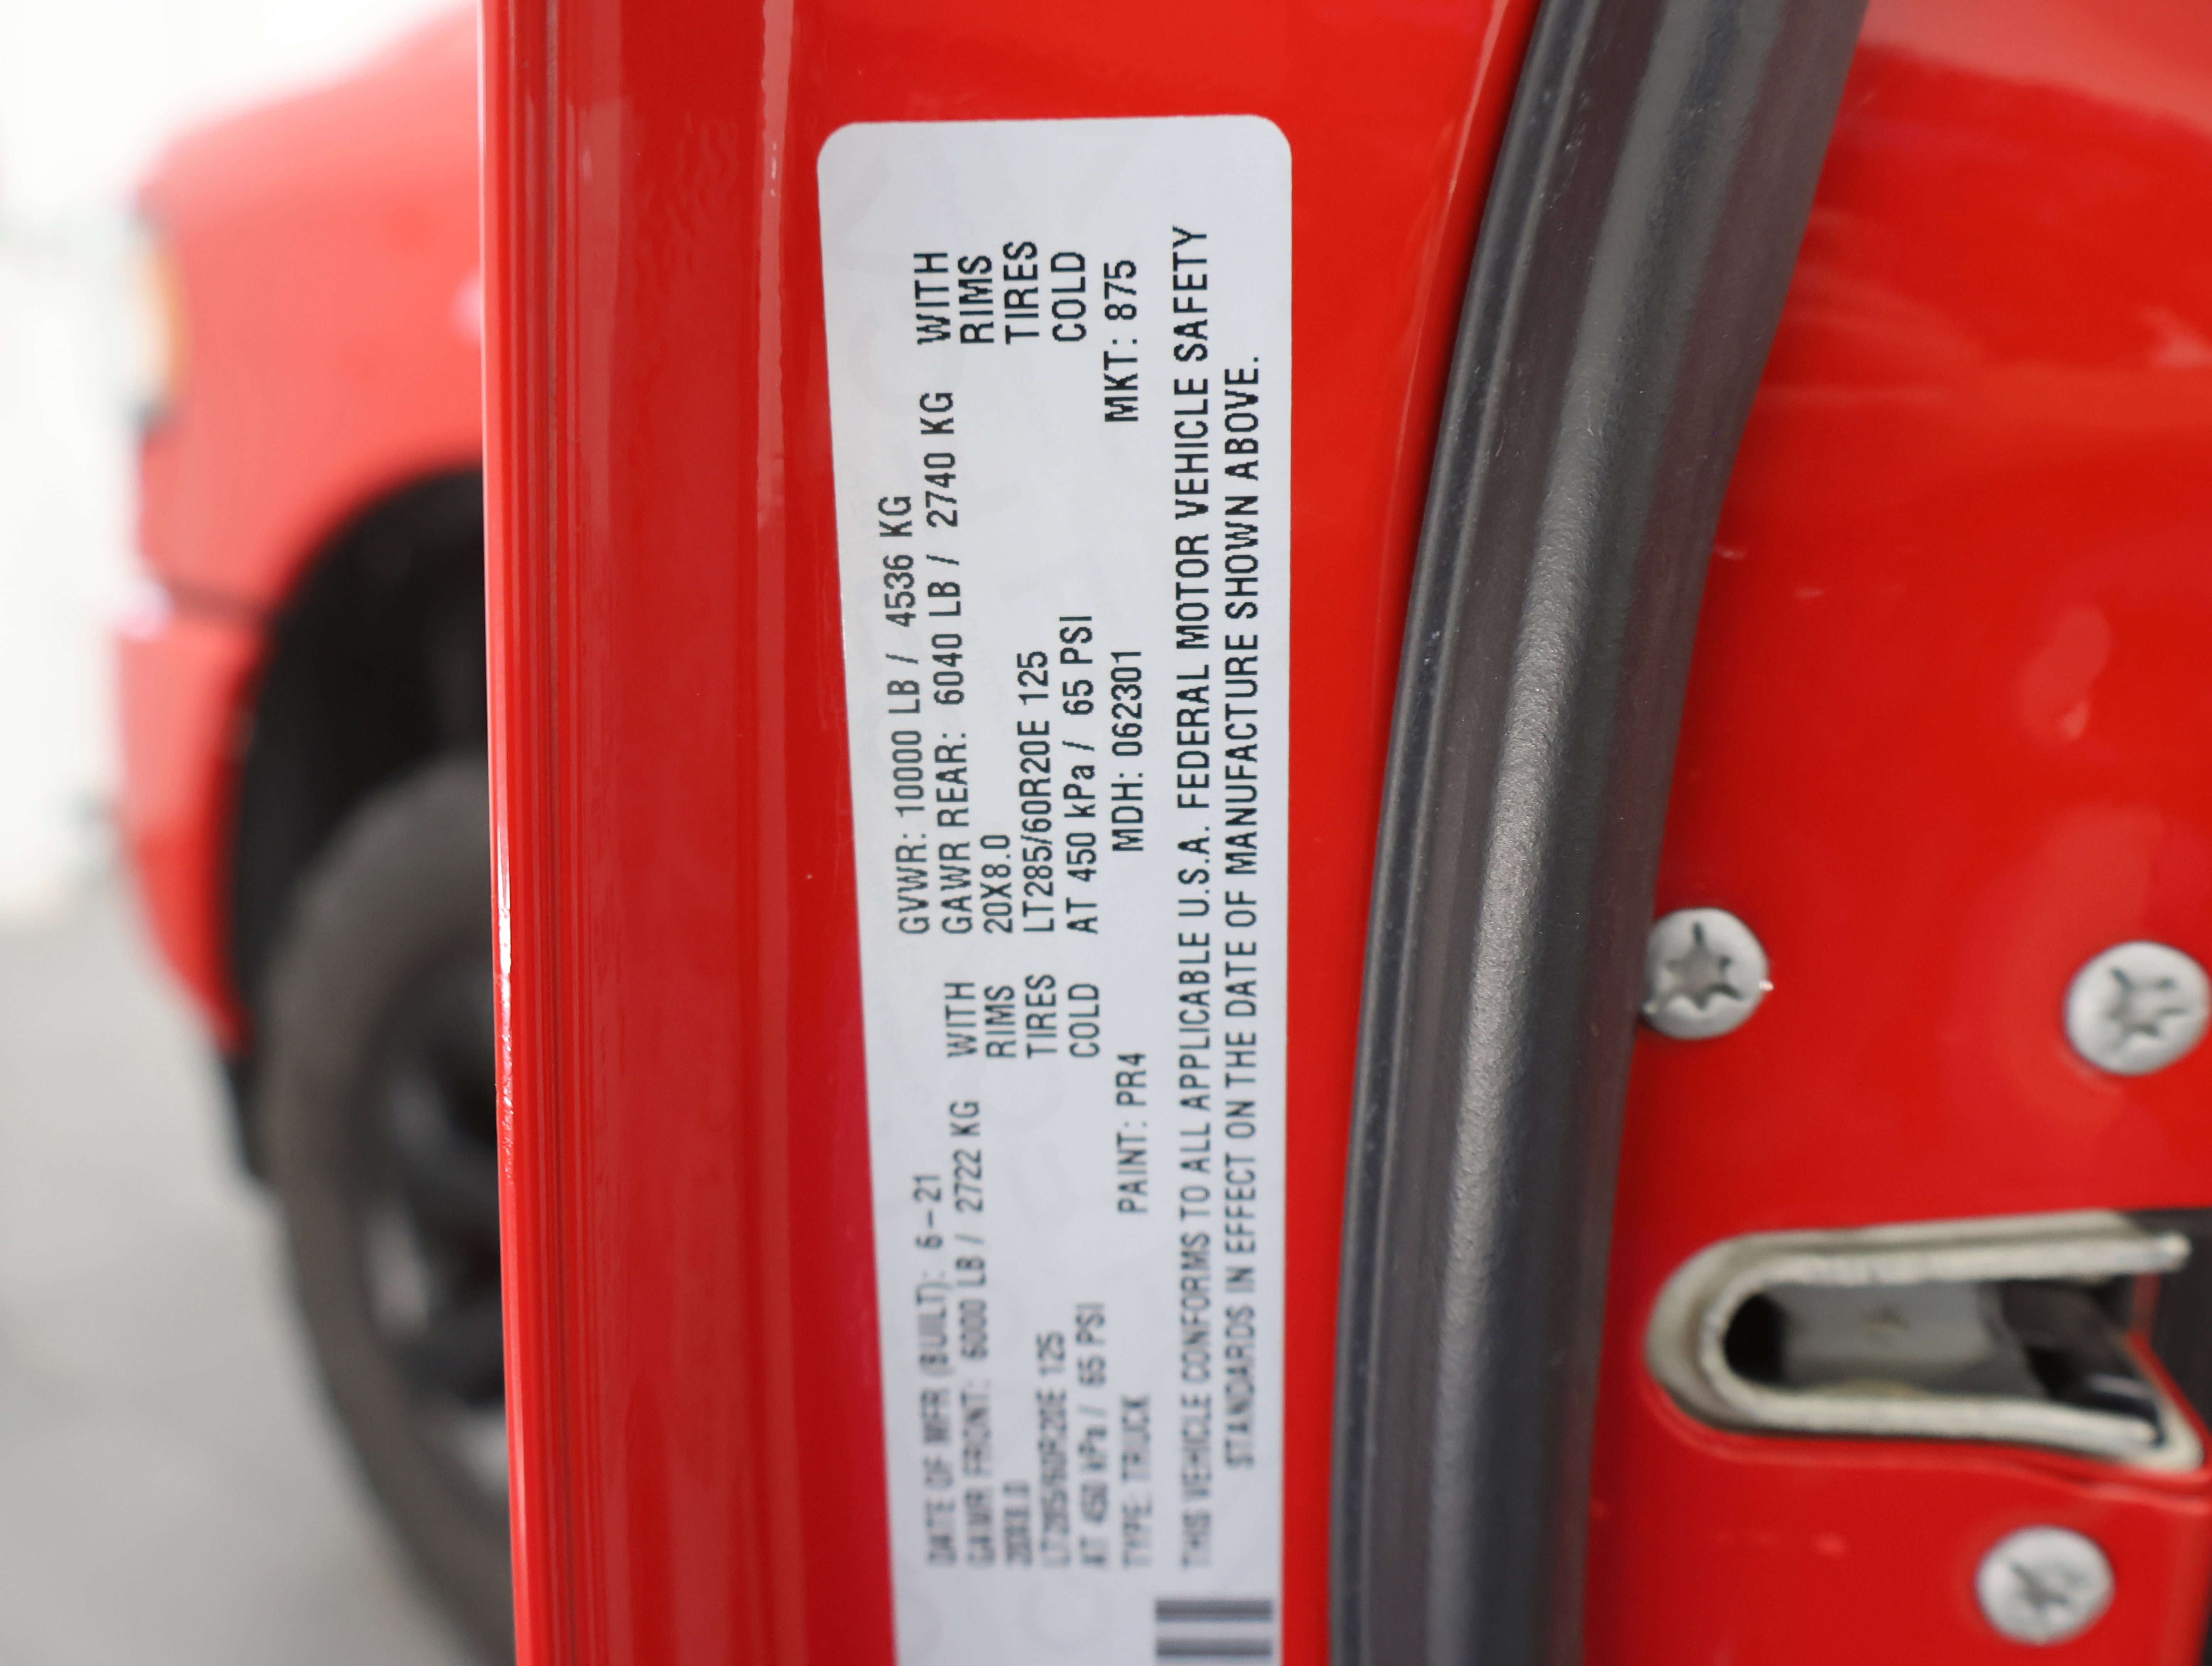 DATE OF MFR (BUILT): 6-21 GVWR: 10000 LB / 4536 KG
GAWR FRONT: 6000 LB / 2722 KG WITH GAWR REAR: 6040 LB / 2740 KG WITH
20X8.0 RIMS 20X8.0 RIMS
LT285/60R20E 125 TIRES LT285/60R20E 125 TIRES
AT 450 kPa / 65 PSI COLD AT 450 kPa / 65 PSI COLD
TYPE: TRUCK PAINT: PR4 MDH: 062301 MKT: 875
THIS VEHICLE CONFORMS TO ALL APPLICABLE U.S.A. FEDERAL MOTOR VEHICLE SAFETY
STANDARDS IN EFFECT ON THE DATE OF MANUFACTURE SHOWN ABOVE.